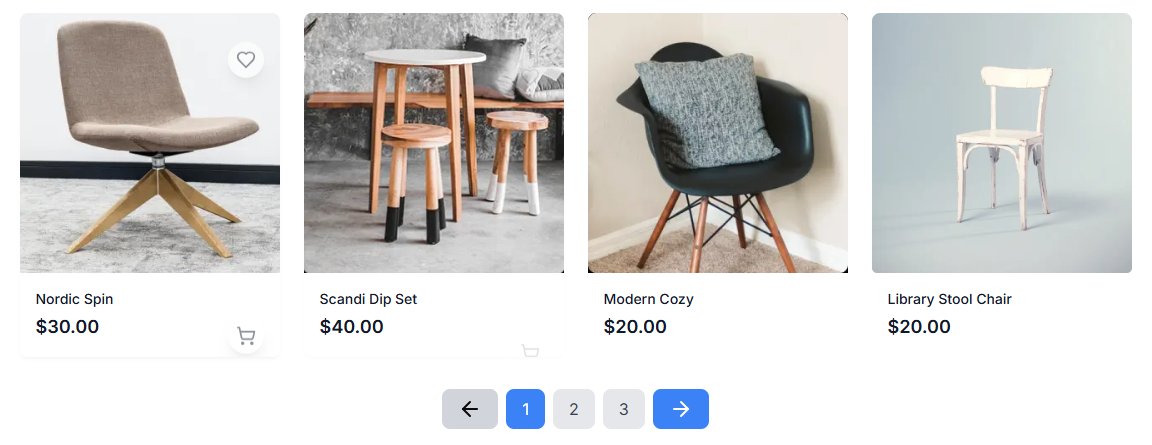 Nordic Spin
$30.00
Scandi Dip Set
$40.00
Modern Cozy
$20.00
Library Stool Chair
$20.00
1 2 3